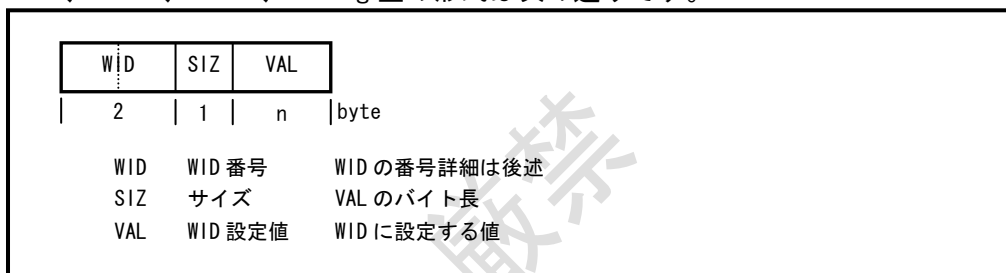 WID SIZ VAL
2 1 n byte
WID WID番号 WIDの番号詳細は後述
SIZ サイズ VALのバイト長
VAL WID設定値 WIDに設定する値
厳禁